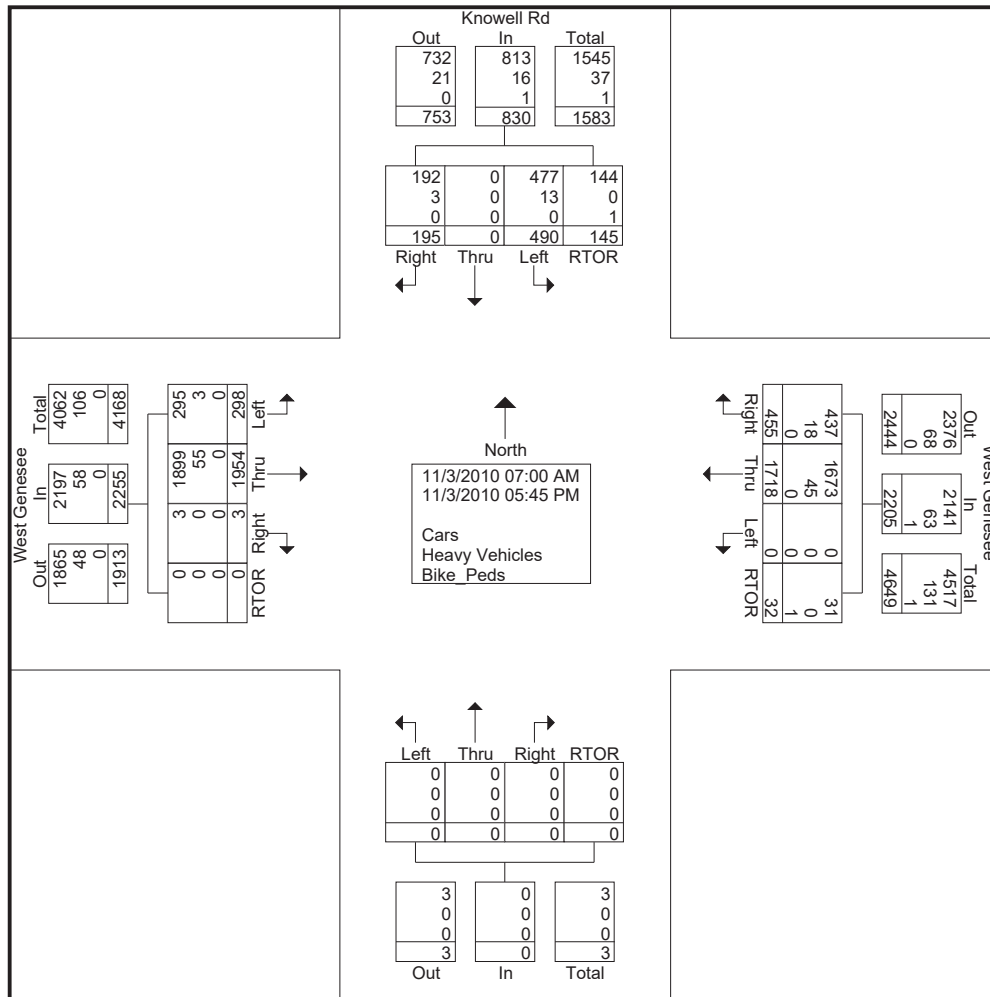 Knowell Rd
Out In Total
732 813 1545
21 16 37
0 1 1
753 830 1583
192 0 477 144
3 0 13 0
0 0 0 1
195 0 490 145
Right Thru Left RTOR
West Genesee
Total
4062
106
0
4168
In
2197
58
0
2255
Out
1865
48
0
1913
Left
295
3
0
298
Thru
1899
55
0
1954
Right
3
0
0
3
RTOR
0
0
0
0
North
11/3/2010 07:00 AM
11/3/2010 05:45 PM
Cars
Heavy Vehicles
Bike_Peds
Right
437
18
0
455
Thru
1673
45
0
1718
Left
0
0
0
0
RTOR
31
0
1
32
West Genesee
Out
2376
68
0
2444
In
2141
63
1
2205
Total
4517
131
1
4649
Left Thru Right RTOR
0 0 0 0
0 0 0 0
0 0 0 0
0 0 0 0
3 0 3
0 0 0
0 0 0
3 0 3
Out In Total